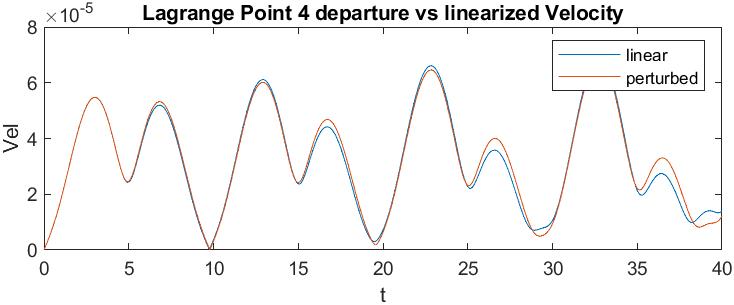 Lagrange Point 4 departure vs linearized Velocity
×10⁻⁵
8
6
4
2
0
Vel
linear
perturbed
0 5 10 15 20 25 30 35 40
t